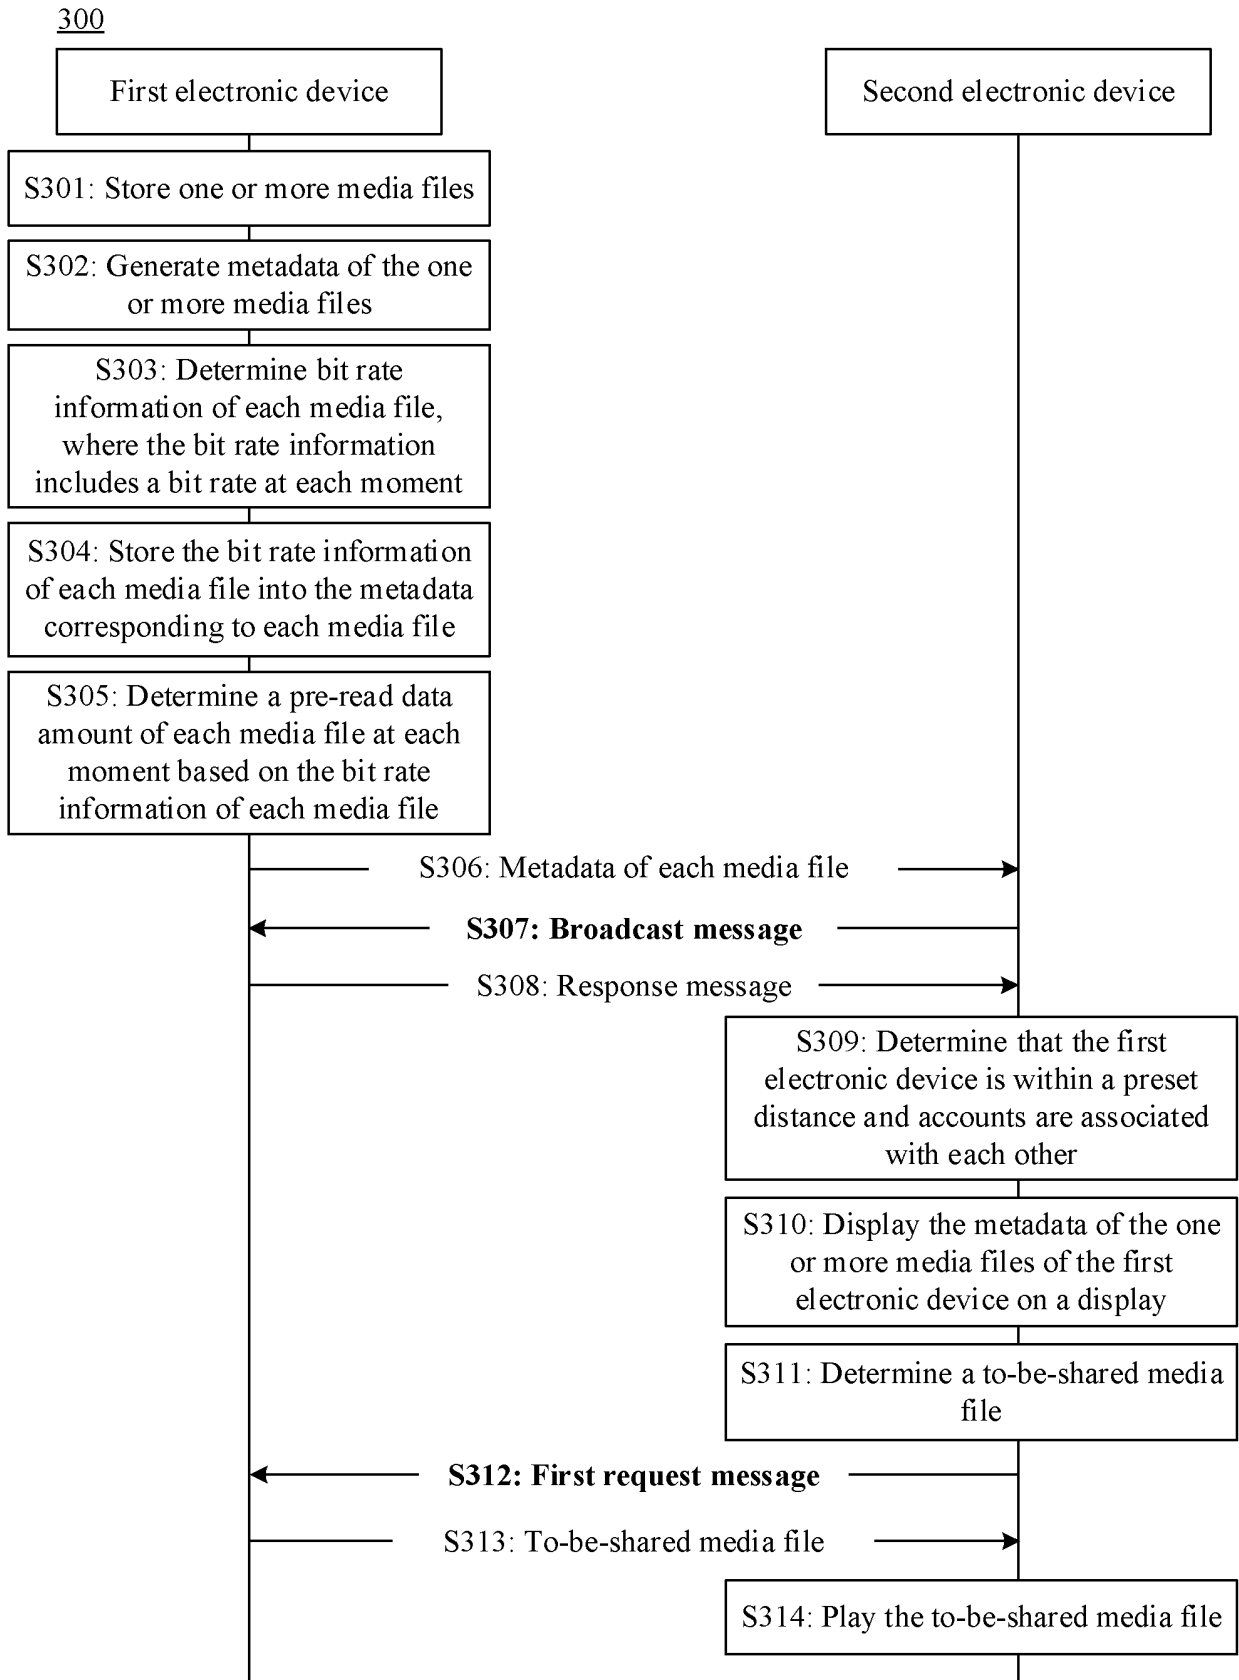 300
First electronic device
Second electronic device
S301: Store one or more media files
S302: Generate metadata of the one
or more media files
S303: Determine bit rate
information of each media file,
where the bit rate information
includes a bit rate at each moment
S304: Store the bit rate information
of each media file into the metadata
corresponding to each media file
S305: Determine a pre-read data
amount of each media file at each
moment based on the bit rate
information of each media file
S306: Metadata of each media file
S307: Broadcast message
S308: Response message
S309: Determine that the first
electronic device is within a preset
distance and accounts are associated
with each other
S310: Display the metadata of the one
or more media files of the first
electronic device on a display
S311: Determine a to-be-shared media
file
S312: First request message
S313: To-be-shared media file
S314: Play the to-be-shared media file